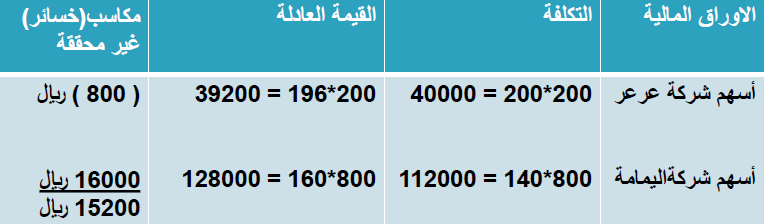 الاوراق المالية
التكلفة
القيمة العادلة
مكاسب(خسائر)
غير محققة
أسهم شركة عرعر
200*200 = 40000
200*196 = 39200
( 800 ) ريال
أسهم شركةاليمامة
800*140 = 112000
800*160 = 128000
16000 ريال
15200 ريال